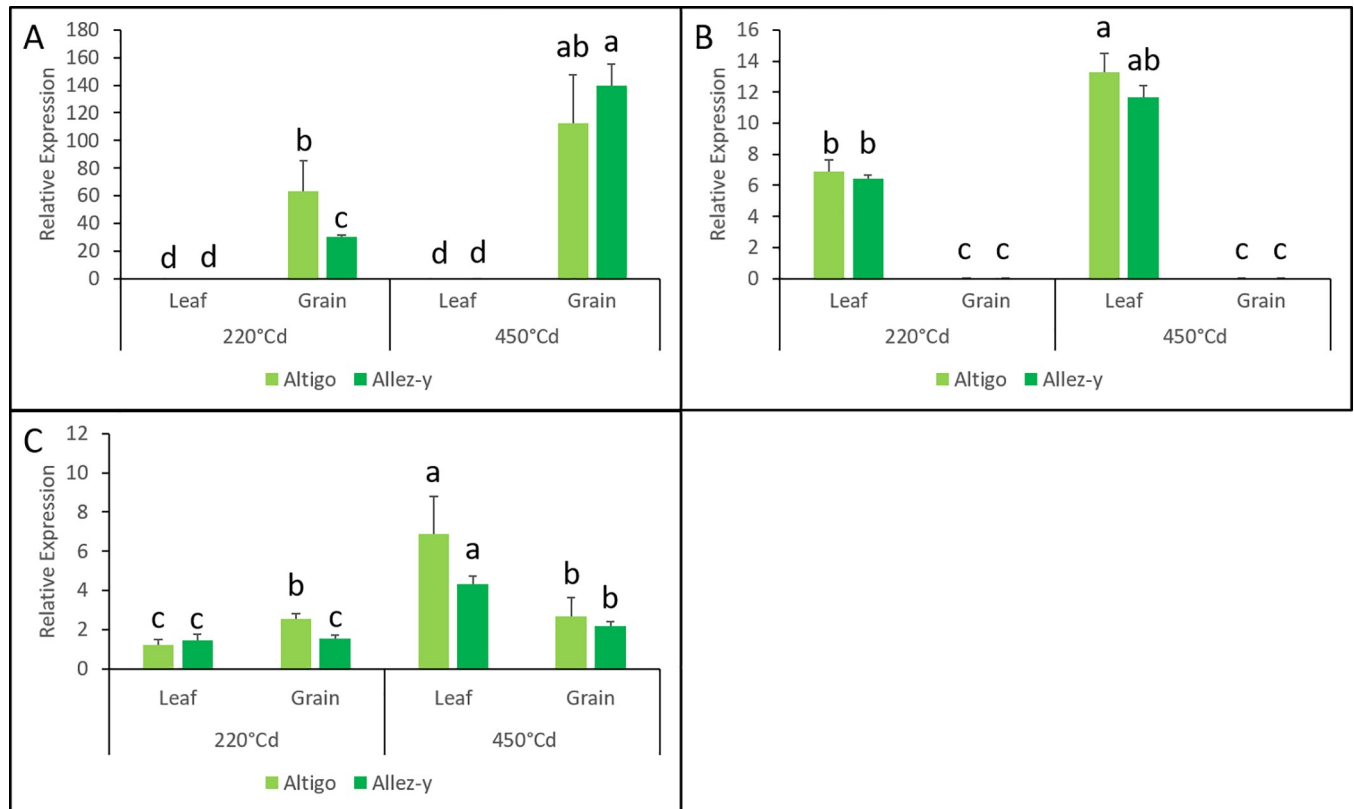 A
Relative Expression
180
160
140
120
100
80
60
40
20
0
d d b c d d ab a
Leaf Grain Leaf Grain
220°Cd 450°Cd
Altigo Allez-y
B
Relative Expression
16
14
12
10
8
6
4
2
0
b b c c a ab c c
Leaf Grain Leaf Grain
220°Cd 450°Cd
Altigo Allez-y
C
Relative Expression
12
10
8
6
4
2
0
c c b c a a b b
Leaf Grain Leaf Grain
220°Cd 450°Cd
Altigo Allez-y